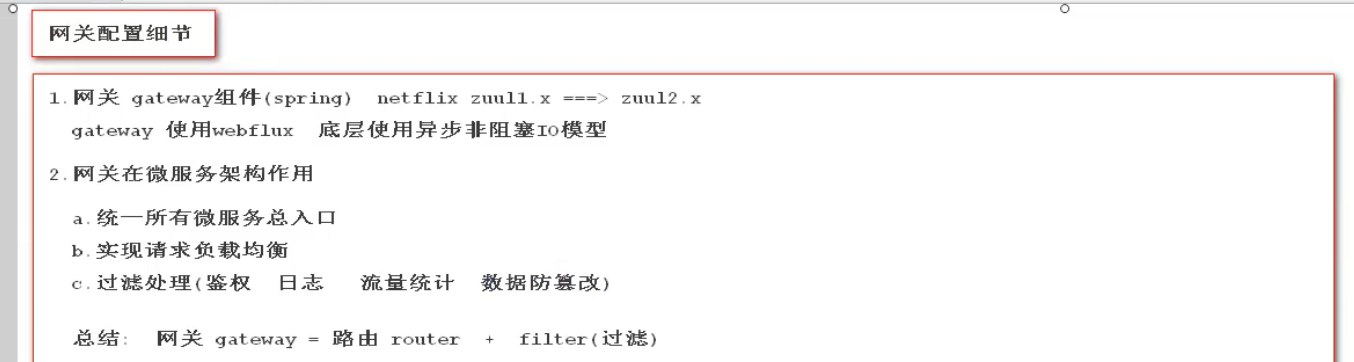 网关配置细节
1.网关 gateway组件(spring) netflix zuul1.x ===> zuul2.x
gateway 使用webflux 底层使用异步非阻塞IO模型
2.网关在微服务架构作用
a.统一所有微服务总入口
b.实现请求负载均衡
c.过滤处理(鉴权 日志 流量统计 数据防篡改)
总结: 网关 gateway = 路由 router + filter(过滤)